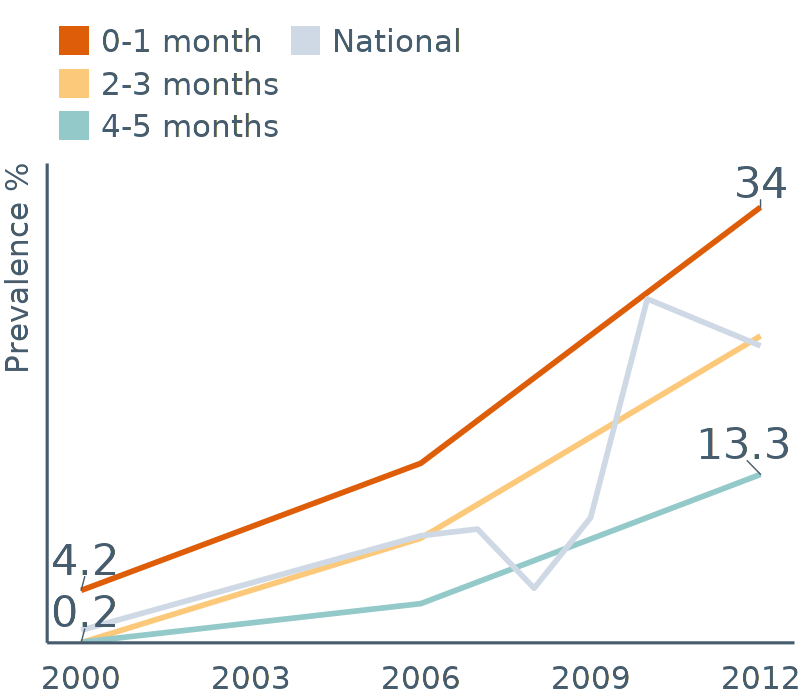 0-1 month
National
2-3 months
4-5 months
Prevalence %
34
13.3
4.2
0.2
2000 2003 2006 2009 2012